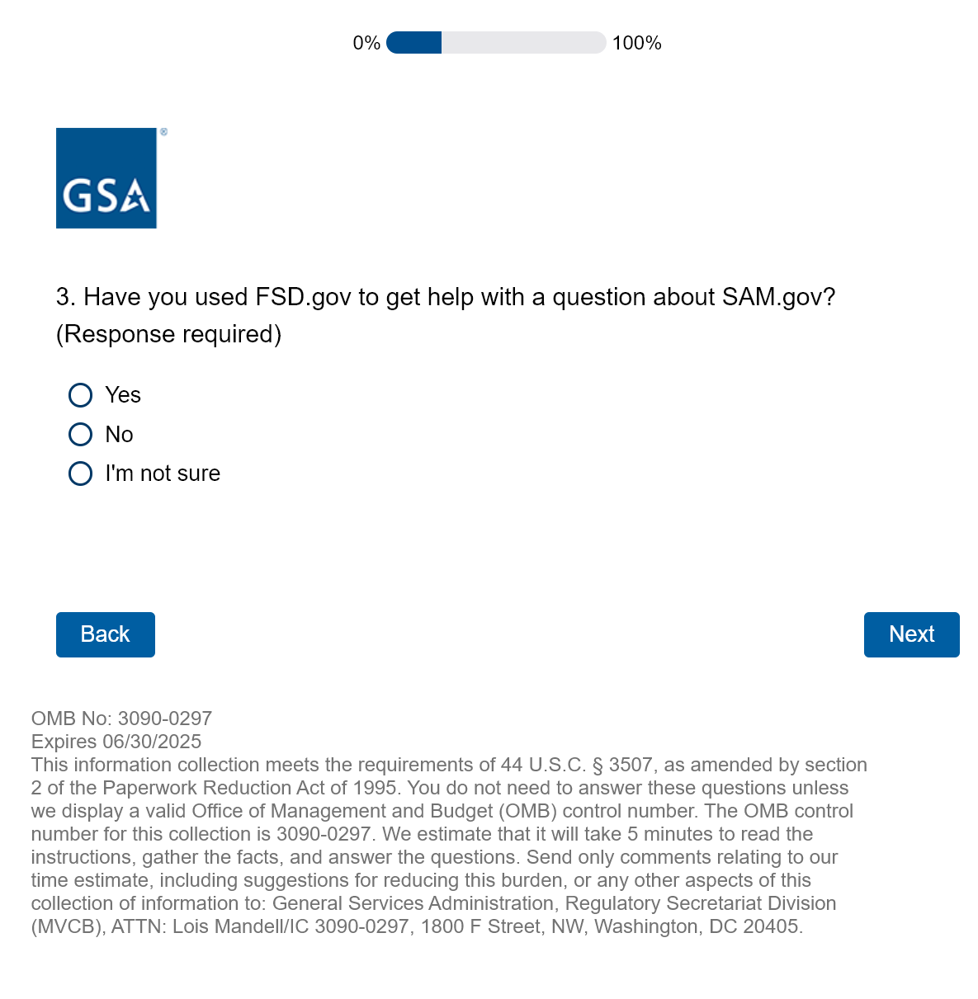 0% 100%
GSA®
3. Have you used FSD.gov to get help with a question about SAM.gov?
(Response required)
Yes
No
I'm not sure
Back Next
OMB No: 3090-0297
Expires 06/30/2025
This information collection meets the requirements of 44 U.S.C. § 3507, as amended by section
2 of the Paperwork Reduction Act of 1995. You do not need to answer these questions unless
we display a valid Office of Management and Budget (OMB) control number. The OMB control
number for this collection is 3090-0297. We estimate that it will take 5 minutes to read the
instructions, gather the facts, and answer the questions. Send only comments relating to our
time estimate, including suggestions for reducing this burden, or any other aspects of this
collection of information to: General Services Administration, Regulatory Secretariat Division
(MVCB), ATTN: Lois Mandell/IC 3090-0297, 1800 F Street, NW, Washington, DC 20405.